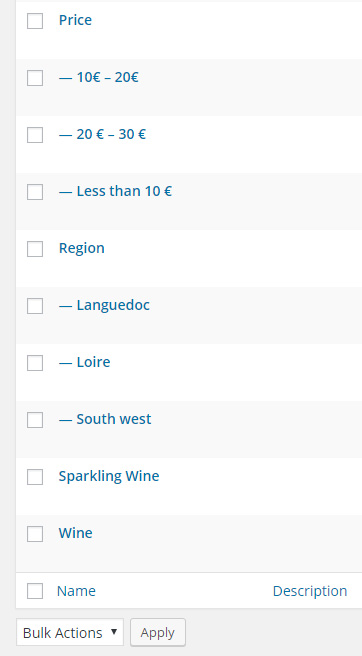 Price
— 10€ – 20€
— 20 € – 30 €
— Less than 10 €
Region
— Languedoc
— Loire
— South west
Sparkling Wine
Wine
Name Description
Bulk Actions Apply